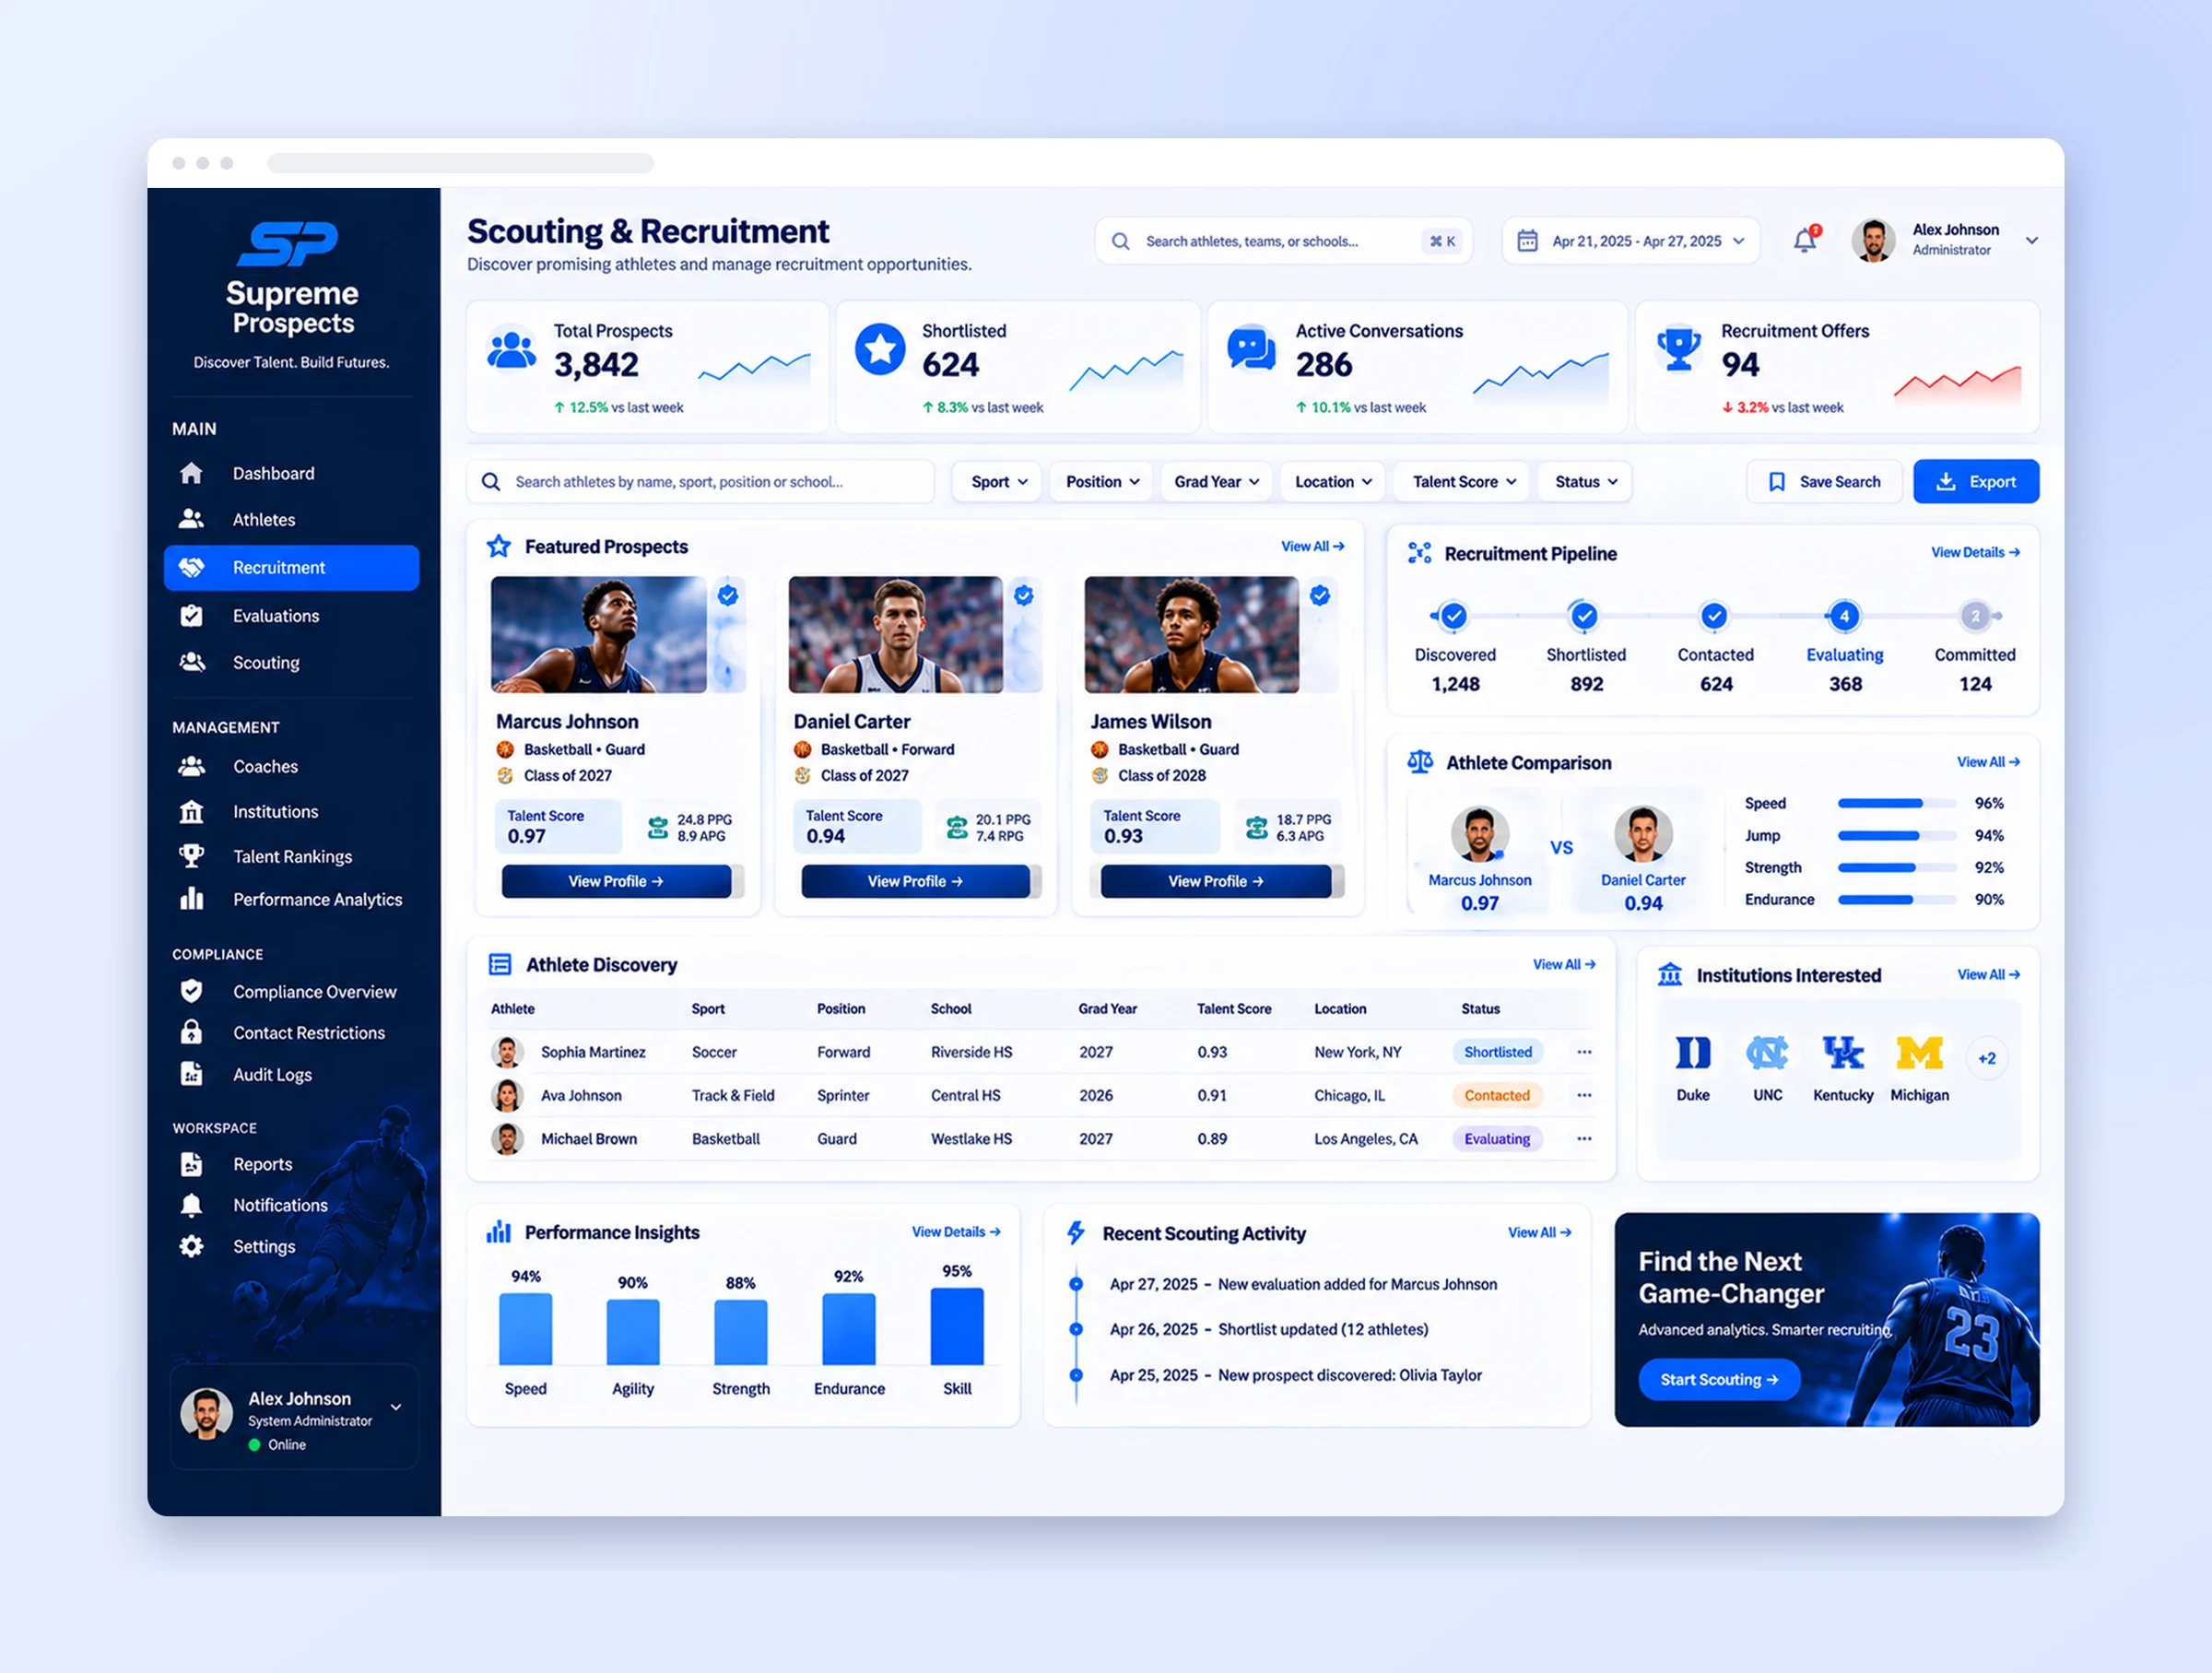 SP
Supreme
Prospects
Discover Talent. Build Futures.
MAIN
Dashboard
Athletes
Recruitment
Evaluations
Scouting
MANAGEMENT
Coaches
Institutions
Talent Rankings
Performance Analytics
COMPLIANCE
Compliance Overview
Contact Restrictions
Audit Logs
WORKSPACE
Reports
Notifications
Settings
Alex Johnson
System Administrator
Online
Scouting & Recruitment
Discover promising athletes and manage recruitment opportunities.
Search athletes, teams, or schools... ⌘ K
Apr 21, 2025 - Apr 27, 2025
Alex Johnson
Administrator
Total Prospects
3,842
↑ 12.5% vs last week
Shortlisted
624
↑ 8.3% vs last week
Active Conversations
286
↑ 10.1% vs last week
Recruitment Offers
94
↓ 3.2% vs last week
Search athletes by name, sport, position or school...
Sport Position Grad Year Location Talent Score Status
Save Search
Export
Featured Prospects View All →
Marcus Johnson
Basketball • Guard
Class of 2027
Talent Score
0.97
24.8 PPG
8.9 APG
View Profile →
Daniel Carter
Basketball • Forward
Class of 2027
Talent Score
0.94
20.1 PPG
7.4 RPG
View Profile →
James Wilson
Basketball • Guard
Class of 2028
Talent Score
0.93
18.7 PPG
6.3 APG
View Profile →
Recruitment Pipeline View Details →
4 2
Discovered Shortlisted Contacted Evaluating Committed
1,248 892 624 368 124
Athlete Comparison View All →
Marcus Johnson
0.97
VS
Daniel Carter
0.94
Speed 96%
Jump 94%
Strength 92%
Endurance 90%
Athlete Discovery View All →
Athlete Sport Position School Grad Year Talent Score Location Status
Sophia Martinez Soccer Forward Riverside HS 2027 0.93 New York, NY Shortlisted ...
Ava Johnson Track & Field Sprinter Central HS 2026 0.91 Chicago, IL Contacted ...
Michael Brown Basketball Guard Westlake HS 2027 0.89 Los Angeles, CA Evaluating ...
Institutions Interested View All →
D NC UK M +2
Duke UNC Kentucky Michigan
Performance Insights View Details →
94% 90% 88% 92% 95%
Speed Agility Strength Endurance Skill
Recent Scouting Activity View All →
Apr 27, 2025 - New evaluation added for Marcus Johnson
Apr 26, 2025 - Shortlist updated (12 athletes)
Apr 25, 2025 - New prospect discovered: Olivia Taylor
Find the Next
Game-Changer
Advanced analytics. Smarter recruiting.
Start Scouting →
23